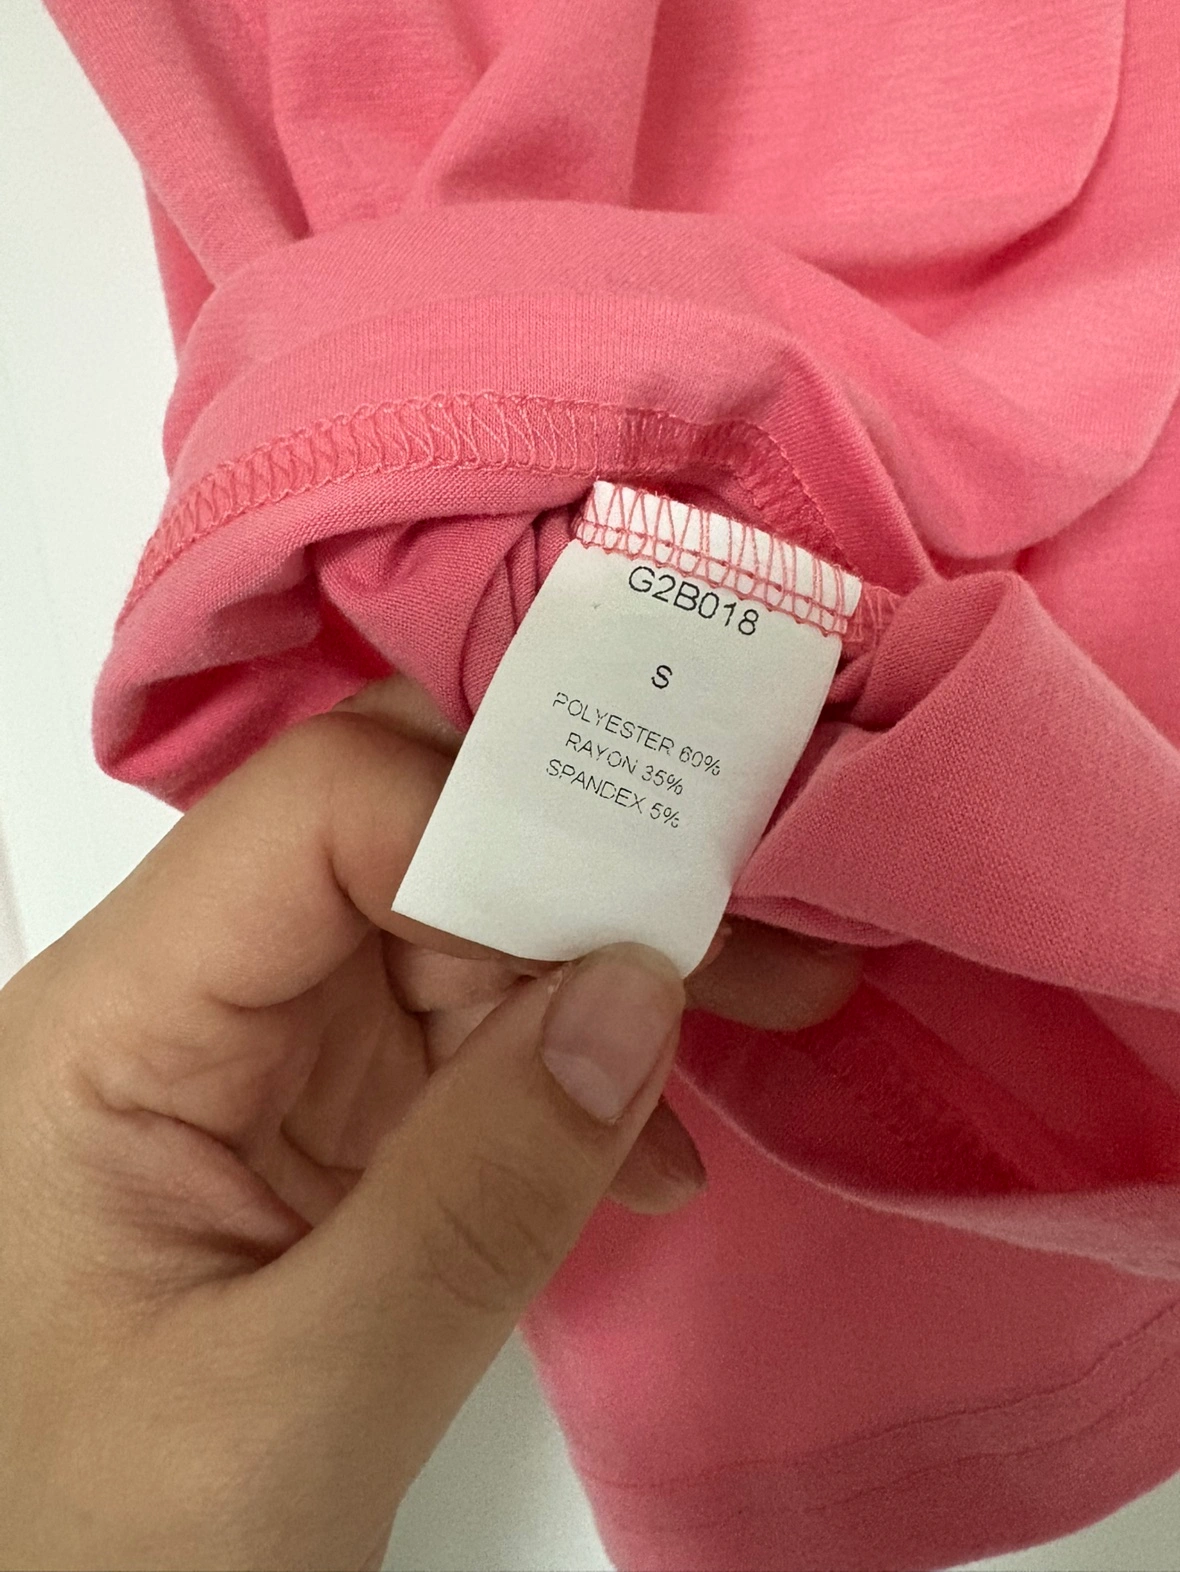 G2B018
S
POLYESTER 60%
RAYON 35%
SPANDEX 5%